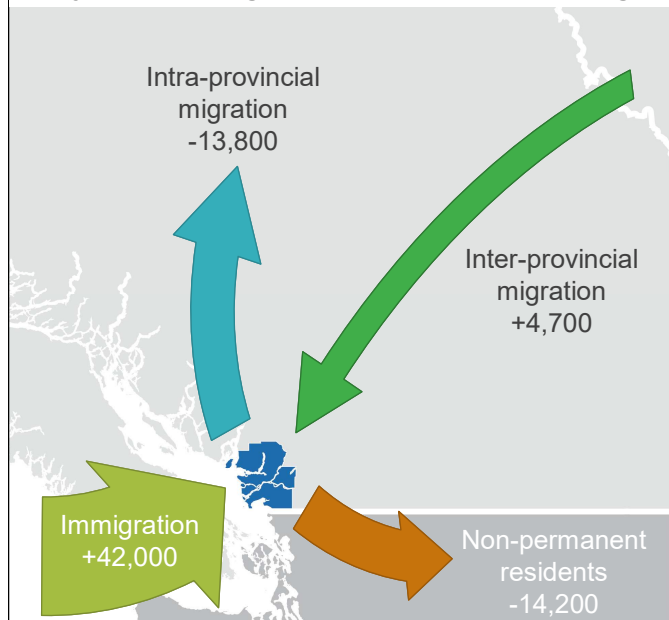 Intra-provincial
migration
-13,800
Inter-provincial
migration
+4,700
Immigration
+42,000
Non-permanent
residents
-14,200